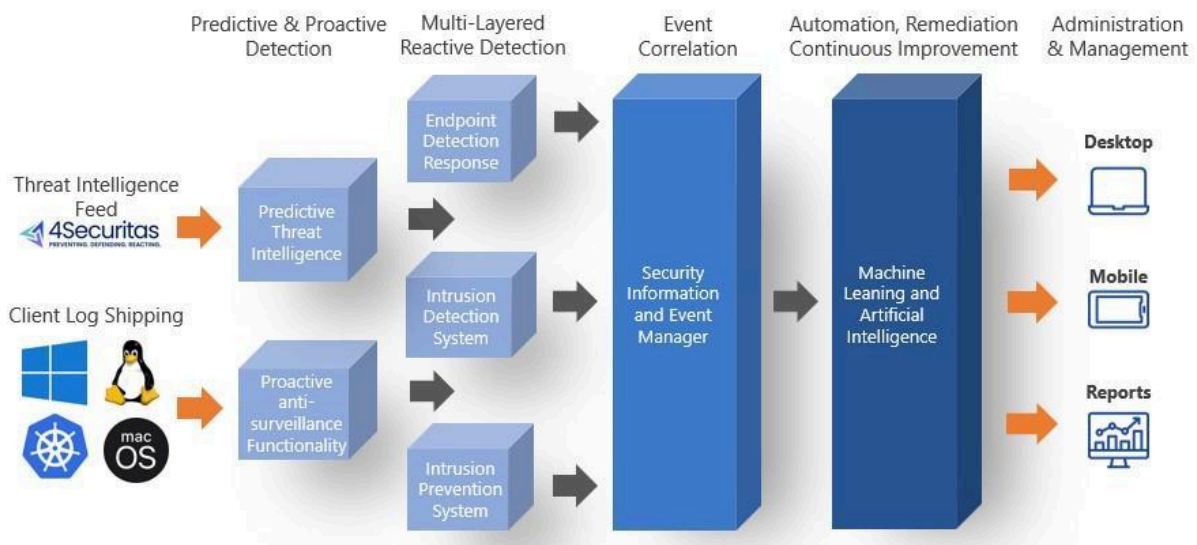 Predictive & Proactive
Detection
Multi-Layered
Reactive Detection
Event
Correlation
Automation, Remediation
Continuous Improvement
Administration
& Management
Threat Intelligence
Feed
4Securitas
PREVENTING. DEFENDING. REACTING.
Client Log Shipping
mac
OS
Predictive
Threat
Intelligence
Proactive
anti-
surveillance
Functionality
Endpoint
Detection
Response
Intrusion
Detection
System
Intrusion
Prevention
System
Security
Information
and Event
Manager
Machine
Leaning and
Artificial
Intelligence
Desktop
Mobile
Reports